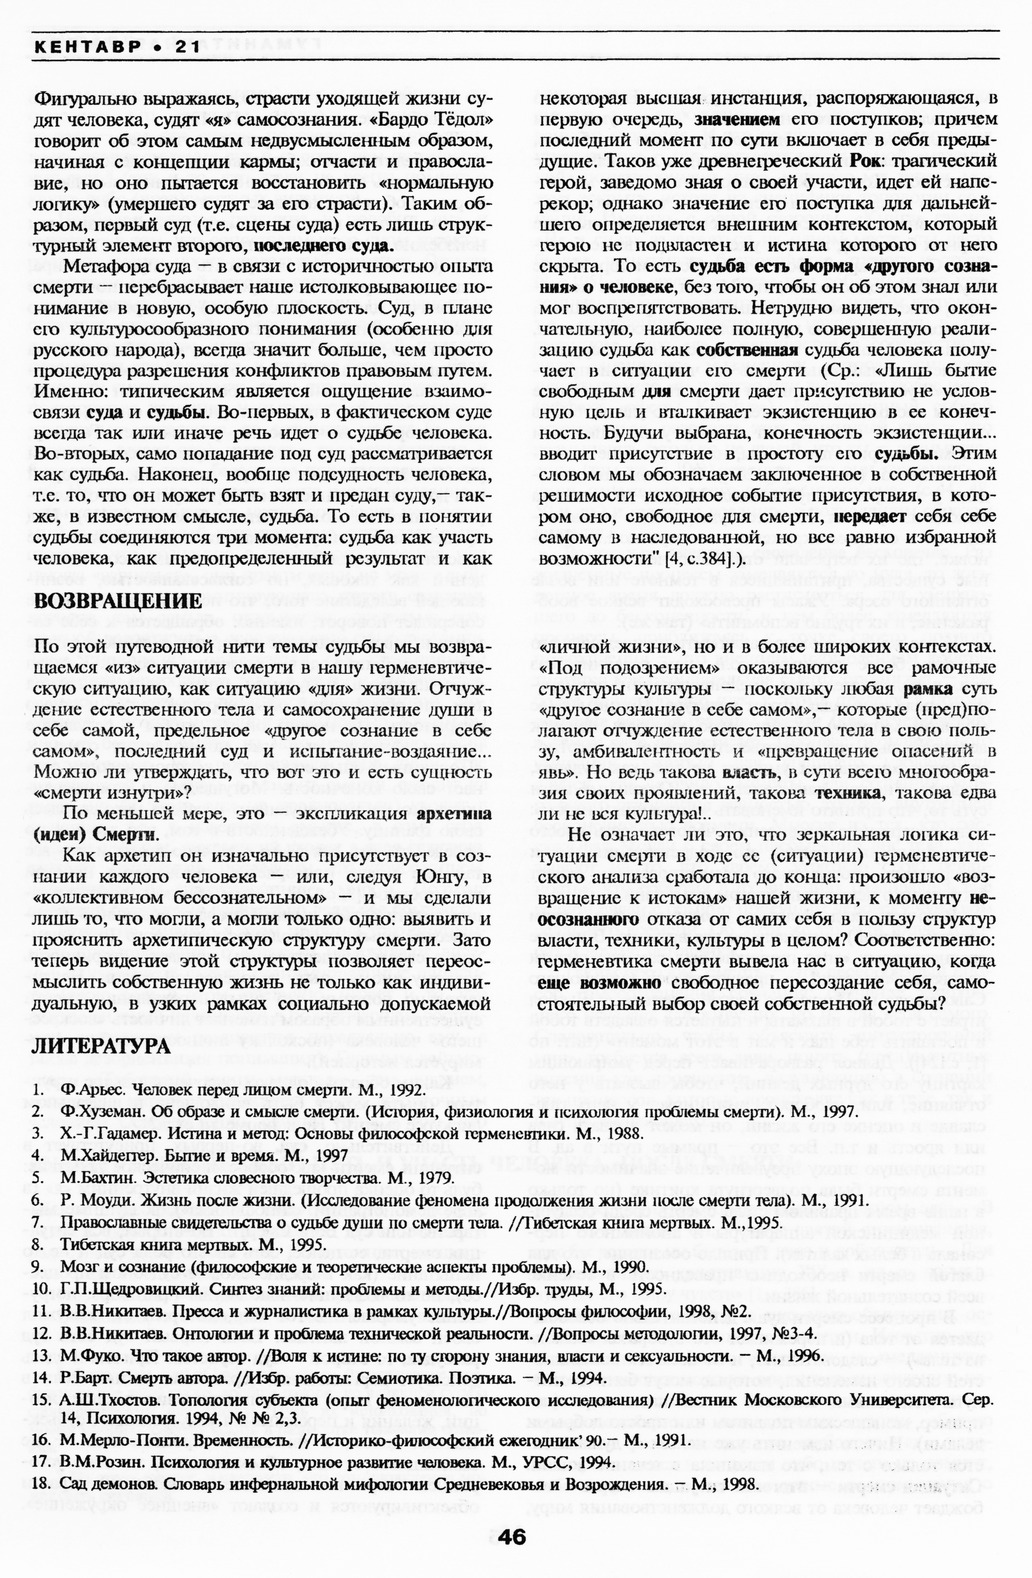 КЕНТАВР • 21
Фигурально выражаясь, страсти уходящей жизни су-
дят человека, судят «я» самосознания. «Бардо Тёдол»
говорит об этом самым недвусмысленным образом,
начиная с концепции кармы; отчасти и правосла-
вие, но оно пытается восстановить «нормальную
логику» (умершего судят за его страсти). Таким об-
разом, первый суд (т.е. сцены суда) есть лишь струк-
турный элемент второго, последнего суда.
Метафора суда — в связи с историчностью опыта
смерти — перебрасывает наше истолковывающее по-
нимание в новую, особую плоскость. Суд, в плане
его культуросообразного понимания (особенно для
русского народа), всегда значит больше, чем просто
процедура разрешения конфликтов правовым путем.
Именно: типическим является ощущение взаимо-
связи суда и судьбы. Во-первых, в фактическом суде
всегда так или иначе речь идет о судьбе человека.
Во-вторых, само попадание под суд рассматривается
как судьба. Наконец, вообще подсудность человека,
т.е. то, что он может быть взят и предан суду,— так-
же, в известном смысле, судьба. То есть в понятии
судьбы соединяются три момента: судьба как участь
человека, как предопределенный результат и как
некоторая высшая инстанция, распоряжающаяся, в
первую очередь, значением его поступков; причем
последний момент по сути включает в себя преды-
дущие. Таков уже древнегреческий Рок: трагический
герой, заведомо зная о своей участи, идет ей напе-
рекор; однако значение его поступка для дальней-
шего определяется внешним контекстом, который
герою не подвластен и истина которого от него
скрыта. То есть судьба есть форма «другого созна-
ния» о человеке, без того, чтобы он об этом знал или
мог воспрепятствовать. Нетрудно видеть, что окон-
чательную, наиболее полную, совершенную реали-
зацию судьба как собственная судьба человека полу-
чает в ситуации его смерти (Ср.: «Лишь бытие
свободным для смерти дает присутствию не услов-
ную цель и вталкивает экзистенцию в ее конеч-
ность. Будучи выбрана, конечность экзистенции...
вводит присутствие в простоту его судьбы. Этим
словом мы обозначаем заключенное в собственной
решимости исходное событие присутствия, в кото-
ром оно, свободное для смерти, передает себя себе
самому в наследованной, но все равно избранной
возможности" [4, с.384].).
ВОЗВРАЩЕНИЕ
По этой путеводной нити темы судьбы мы возвра-
щаемся «из» ситуации смерти в нашу герменевтиче-
скую ситуацию, как ситуацию «для» жизни. Отчуж-
дение естественного тела и самосохранение души в
себе самой, предельное «другое сознание в себе
самом», последний суд и испытание-воздаяние...
Можно ли утверждать, что вот это и есть сущность
«смерти изнутри»?
По меньшей мере, это — экспликация архетипа
(идеи) Смерти.
Как архетип он изначально присутствует в соз-
нании каждого человека — или, следуя Юнгу, в
«коллективном бессознательном» — и мы сделали
лишь то, что могли, а могли только одно: выявить и
прояснить архетипическую структуру смерти. Зато
теперь видение этой структуры позволяет переос-
мыслить собственную жизнь не только как индиви-
дуальную, в узких рамках социально допускаемой
«личной жизни», но и в более широких контекстах.
«Под подозрением» оказываются все рамочные
структуры культуры — поскольку любая рамка суть
«другое сознание в себе самом»,— которые (пред)по-
лагают отчуждение естественного тела в свою поль-
зу, амбивалентность и «превращение опасений в
явь». Но ведь такова власть, в сути всего многообра-
зия своих проявлений, такова техника, такова едва
ли не вся культура!..
Не означает ли это, что зеркальная логика си-
туации смерти в ходе ее (ситуации) герменевтиче-
ского анализа сработала до конца: произошло «воз-
вращение к истокам» нашей жизни, к моменту не-
осознанного отказа от самих себя в пользу структур
власти, техники, культуры в целом? Соответственно:
герменевтика смерти вывела нас в ситуацию, когда
еще возможно свободное пересоздание себя, само-
стоятельный выбор своей собственной судьбы?
ЛИТЕРАТУРА
1. Ф.Арьес. Человек перед лицом смерти. М., 1992
2. Ф.Хуземан. Об образе и смысле смерти. (История, физиология и психология проблемы смерти). М., 1997.
3. Х.-Г.Гадамер. Истина и метод: Основы философской герменевтики. М., 1988.
4. М.Хайдеггер. Бытие и время. М., 1997
5. М.Бахтин. Эстетика словесного творчества. М., 1979.
6. Р. Моуди. Жизнь после жизни. (Исследование феномена продолжения жизни после смерти тела). М., 1991.
7. Православные свидетельства о судьбе души по смерти тела. //Тибетская книга мертвых. М.,1995.
8. Тибетская книга мертвых. М., 1995.
9. Мозг и сознание (философские и теоретические аспекты проблемы). М., 1990.
10. Г.П.Щедровицкий. Синтез знаний: проблемы и методы.//Избр. труды, М., 1995.
11. В.В.Никитаев. Пресса и журналистика в рамках культуры.//Вопросы философии, 1998, №2.
12. В.В.Никитаев. Онтологии и проблема технической реальности. //Вопросы методологии, 1997, №3-4.
13. М.Фуко. Что такое автор. //Воля к истине: по ту сторону знания, власти и сексуальности. — М., 1996.
14. Р.Барт. Смерть автора. //Избр. работы: Семиотика. Поэтика. — М., 1994.
15. А.Ш.Тхостов. Топология субъекта (опыт феноменологического исследования) //Вестник Московского Университета. Сер.
14, Психология. 1994, № № 2,3.
16. М.Мерло-Понти. Временность. //Историко-философский ежегодник' 90.— М., 1991.
17. В.М.Розин. Психология и культурное развитие человека. М., УРСС, 1994.
18. Сад демонов. Словарь инфернальной мифологии Средневековья и Возрождения. — М., 1998.
46